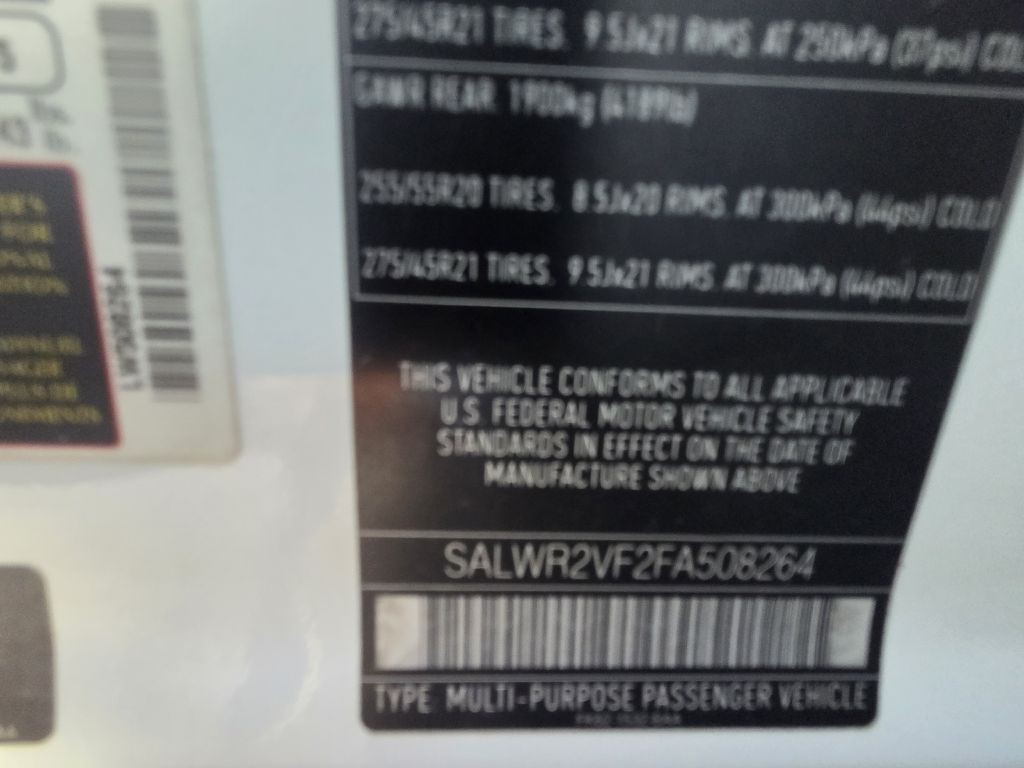 275/45R21 TIRES. 9.5Jx21 RIMS. AT 250kPa (37psi) COL
GAWR REAR. 1900kg (4189lb)
255/55R20 TIRES. 8.5Jx20 RIMS. AT 300kPa (44psi) COLD
275/45R21 TIRES. 9.5Jx21 RIMS. AT 300kPa (44psi) COLD
THIS VEHICLE CONFORMS TO ALL APPLICABLE
U.S. FEDERAL MOTOR VEHICLE SAFETY
STANDARDS IN EFFECT ON THE DATE OF
MANUFACTURE SHOWN ABOVE
SALWR2VF2FA508264
TYPE: MULTI-PURPOSE PASSENGER VEHICLE
LW508264